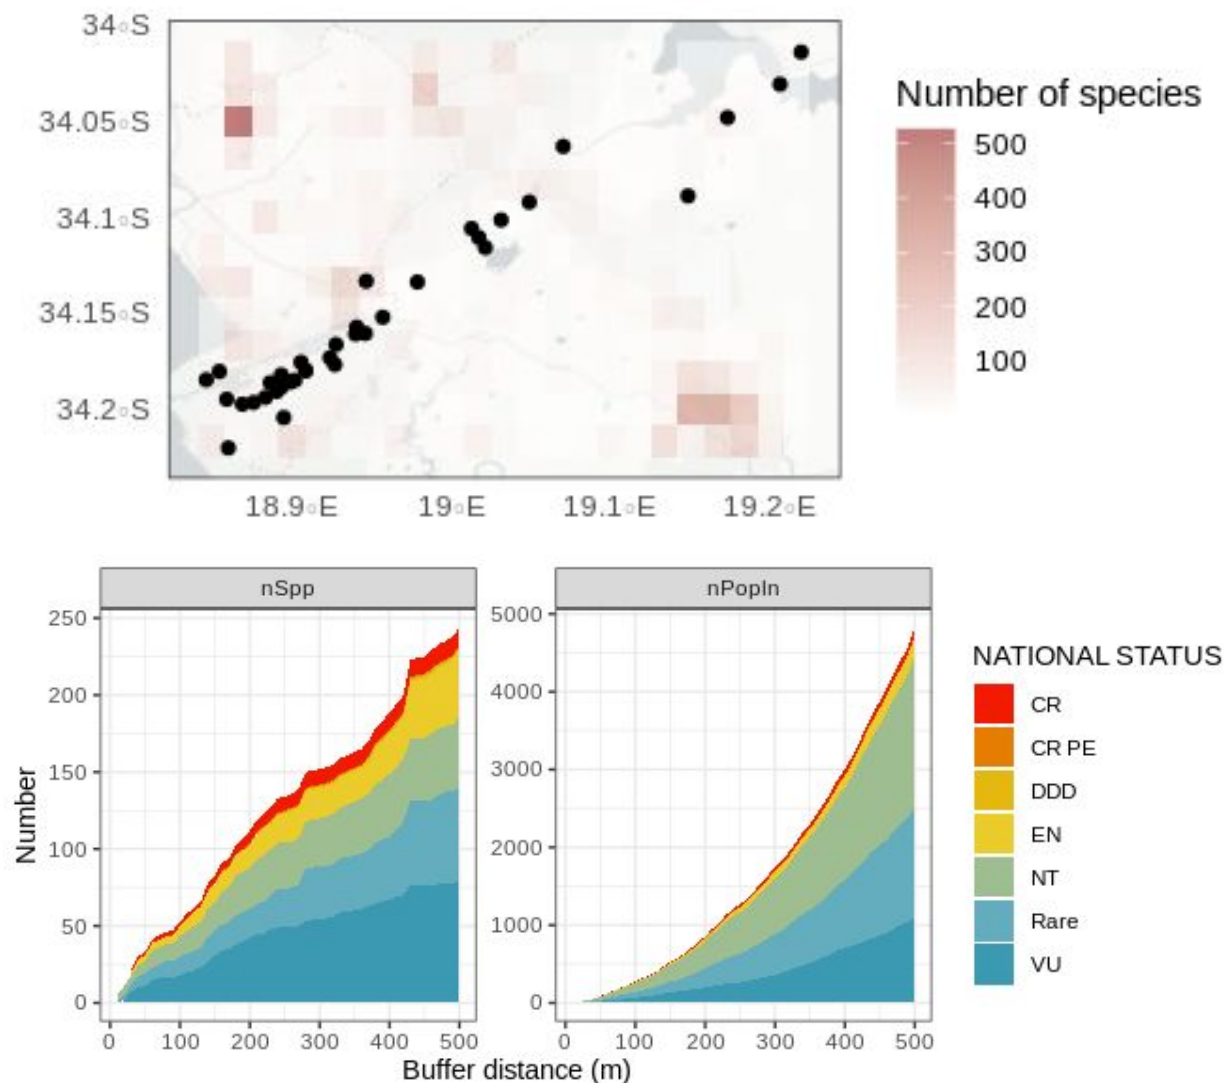 34°S
34.05°S
34.1°S
34.15°S
34.2°S
18.9°E
19°E
19.1°E
19.2°E
Number of species
500
400
300
200
100
nSpp
nPopln
Number
250
200
150
100
50
0
0 100 200 300 400 500
5000
4000
3000
2000
1000
0
0 100 200 300 400 500
Buffer distance (m)
NATIONAL STATUS
CR
CR PE
DDD
EN
NT
Rare
VU